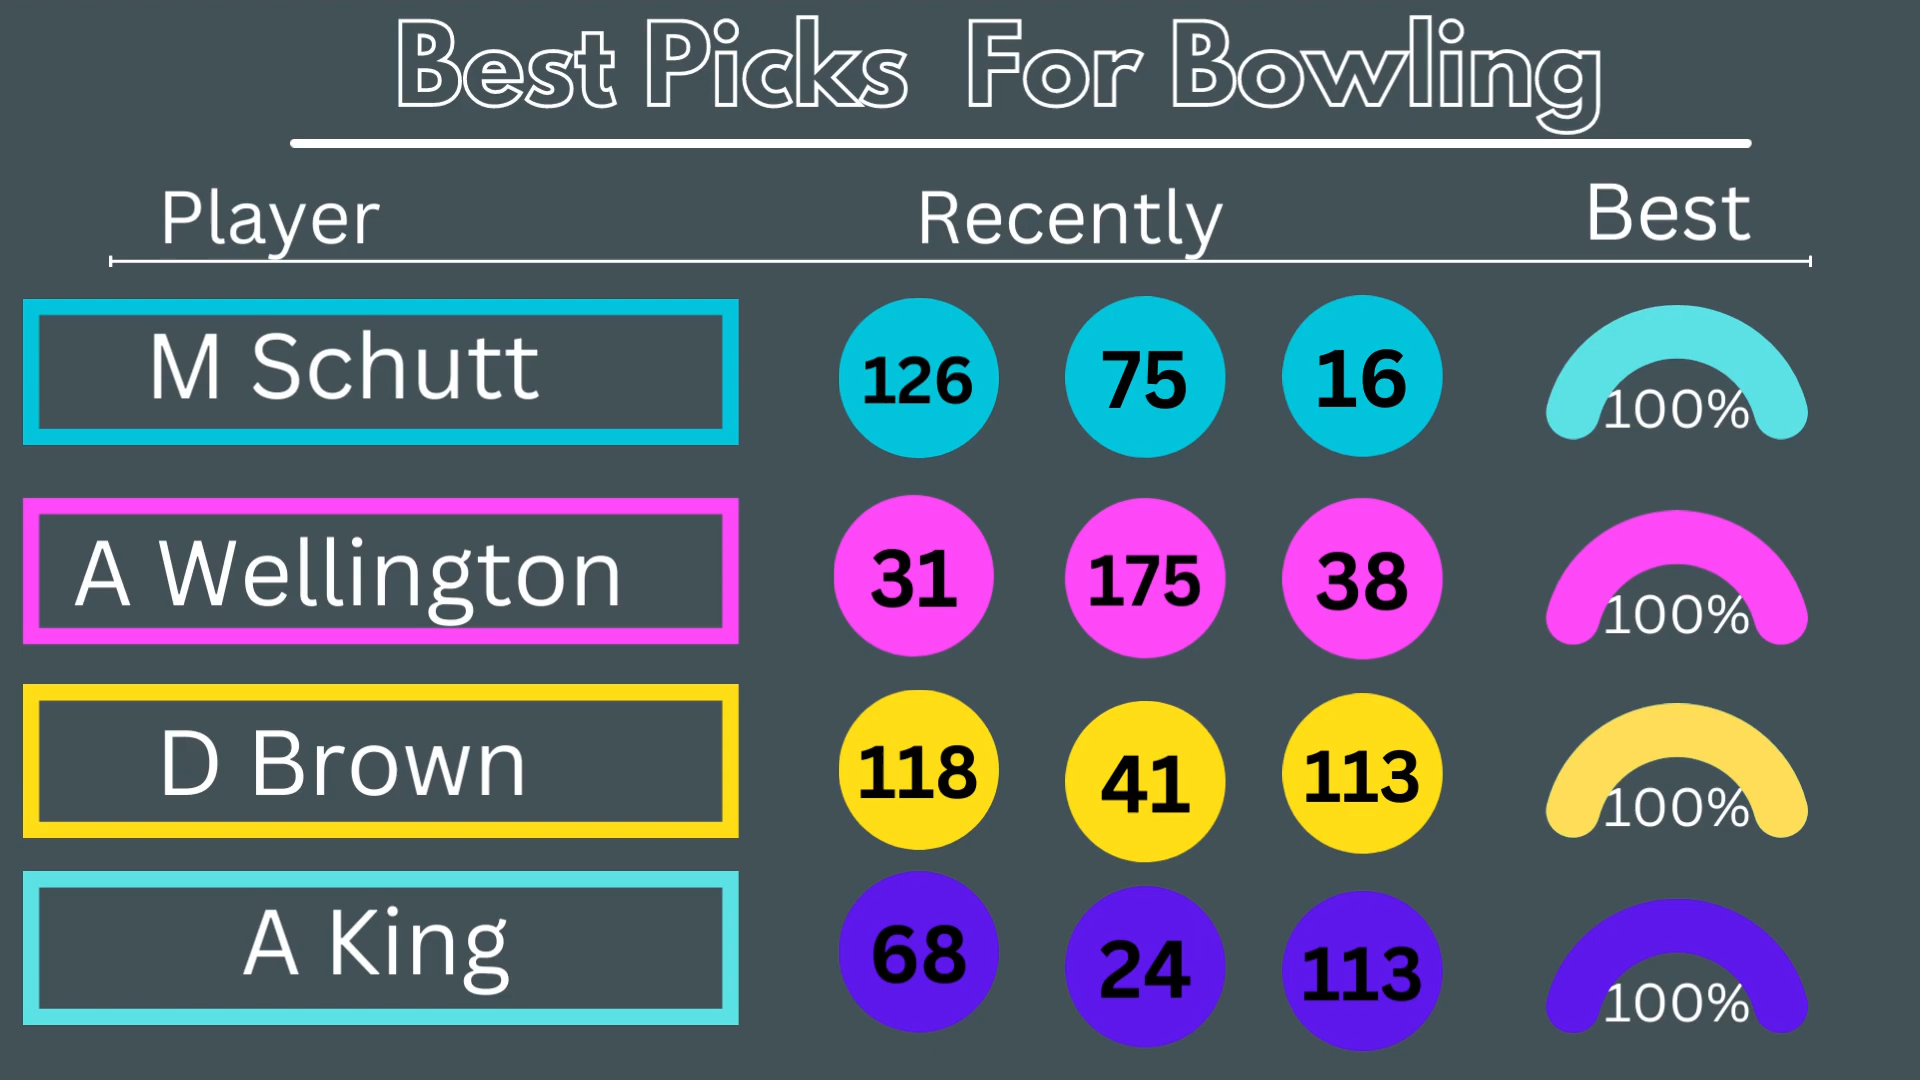 Best Picks For Bowling
Player Recently Best
M Schutt 126 75 16 100%
A Wellington 31 175 38 100%
D Brown 118 41 113 100%
A King 68 24 113 100%